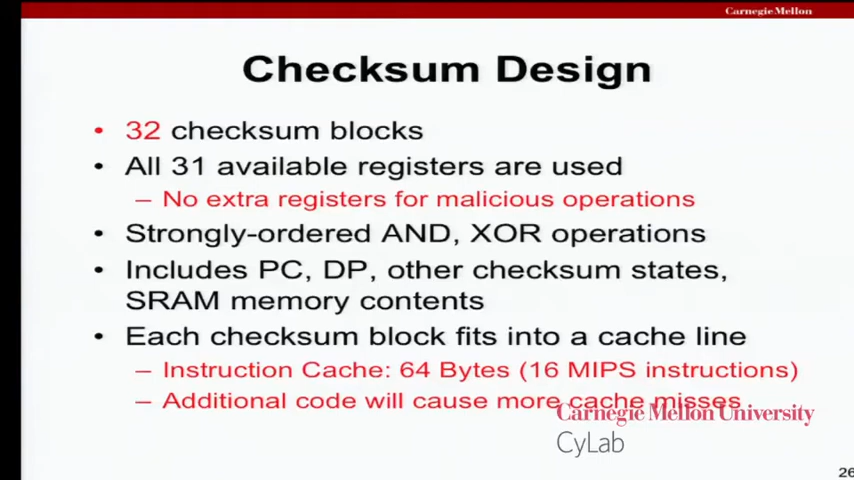 Carnegie Mellon
Checksum Design
• 32 checksum blocks
• All 31 available registers are used
– No extra registers for malicious operations
• Strongly-ordered AND, XOR operations
• Includes PC, DP, other checksum states,
SRAM memory contents
• Each checksum block fits into a cache line
– Instruction Cache: 64 Bytes (16 MIPS instructions)
– Additional code will cause more cache misses
Carnegie Mellon University
CyLab
26